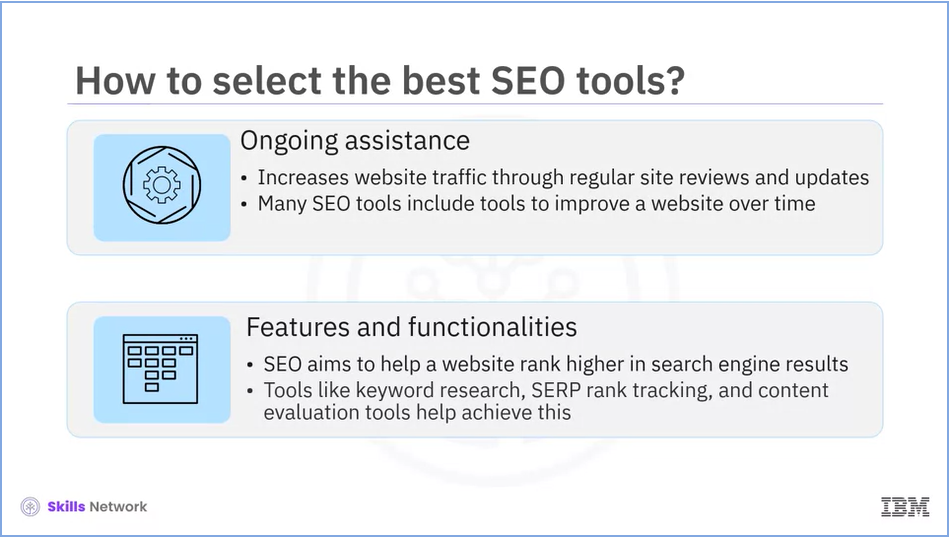 How to select the best SEO tools?
Ongoing assistance
• Increases website traffic through regular site reviews and updates
• Many SEO tools include tools to improve a website over time
Features and functionalities
• SEO aims to help a website rank higher in search engine results
• Tools like keyword research, SERP rank tracking, and content
evaluation tools help achieve this
Skills Network
IBM